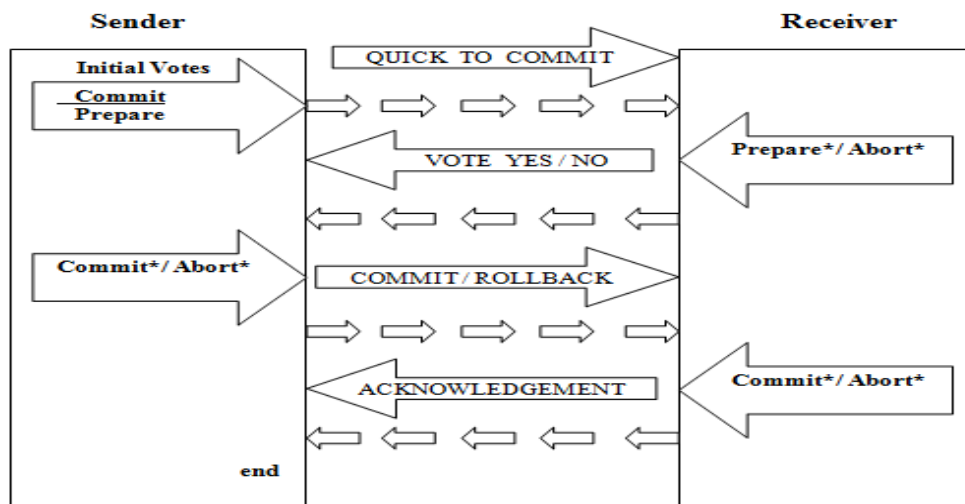 Sender
Receiver
QUICK TO COMMIT
Initial Votes
Commit
Prepare
VOTE YES / NO
Prepare*/ Abort*
Commit*/ Abort*
COMMIT / ROLLBACK
ACKNOWLEDGEMENT
Commit*/ Abort*
end